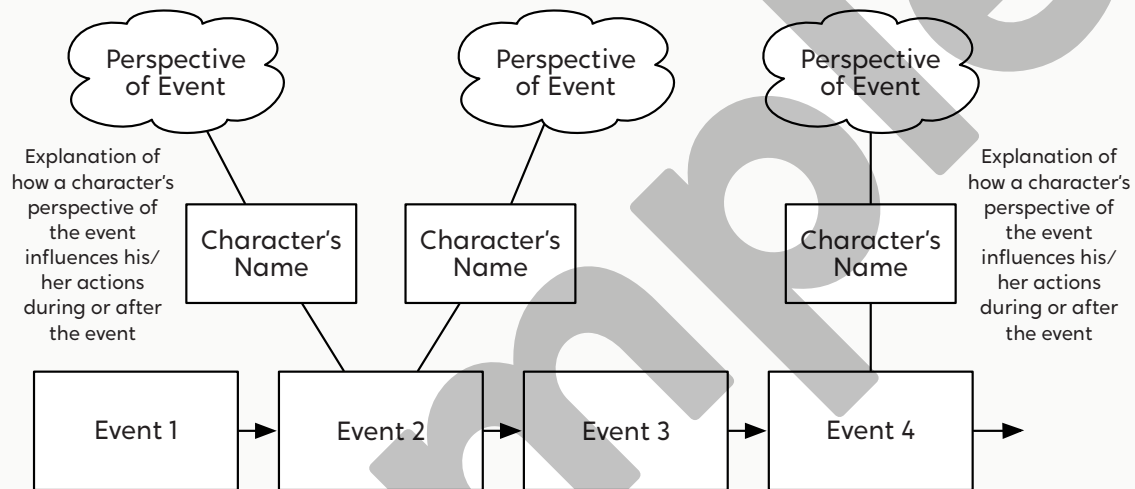 Perspective
of Event
Perspective
of Event
Perspective
of Event
Explanation of
how a character's
perspective of
the event
influences his/
her actions
during or after
the event
Character's
Name
Character's
Name
Character's
Name
Explanation of
how a character's
perspective of
the event
influences his/
her actions
during or after
the event
Event 1
Event 2
Event 3
Event 4
mple